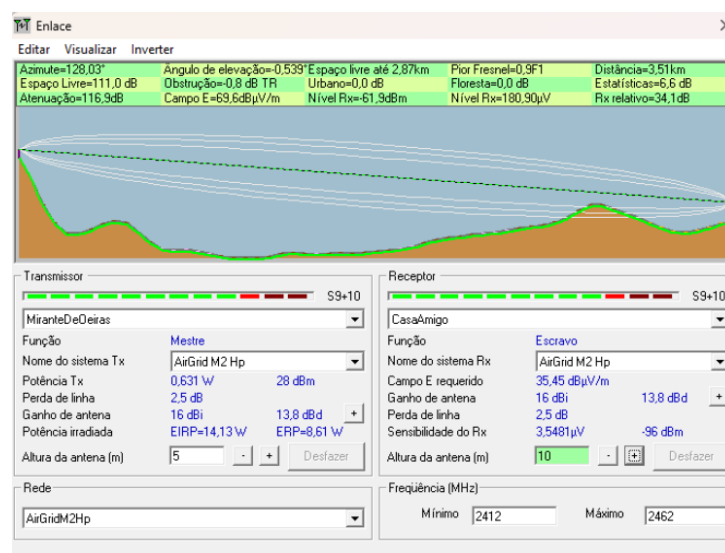 Enlace
Editar Visualizar Inverter
Azimute=128,03° Ângulo de elevação=-0,539° Espaço livre até 2,87km Pior Fresnel=0,9F1 Distância=3,51km
Espaço Livre=111,0 dB Obstrução=-0,8 dB TR Urbano=0,0 dB Floresta=0,0 dB Estatísticas=6,6 dB
Atenuação=116,9dB Campo E=69,6dBµV/m Nível Rx=-61,9dBm Nível Rx=180,90µV Rx relativo=34,1dB
Transmissor Receptor
S9+10 S9+10
MiranteDeOeiras CasaAmigo
Função Mestre Função Escravo
Nome do sistema Tx AirGrid M2 Hp Nome do sistema Rx AirGrid M2 Hp
Potência Tx 0,631 W 28 dBm Campo E requerido 35,45 dBµV/m
Perda de linha 2,5 dB Ganho de antena 16 dBi 13,8 dBd +
Ganho de antena 16 dBi 13,8 dBd + Perda de linha 2,5 dB
Potência irradiada EIRP=14,13 W ERP=8,61 W Sensibilidade do Rx 3,5481µV -96 dBm
Altura da antena (m) 5 - + Desfazer Altura da antena (m) 10 - + Desfazer
Rede Freqüência (MHz)
AirGridM2Hp Mínimo 2412 Máximo 2462